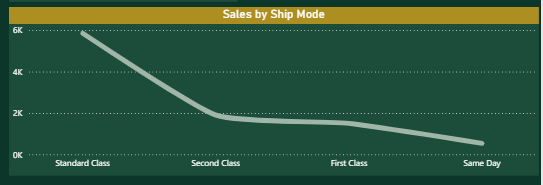 Sales by Ship Mode
6K
4K
2K
0K
Standard Class Second Class First Class Same Day